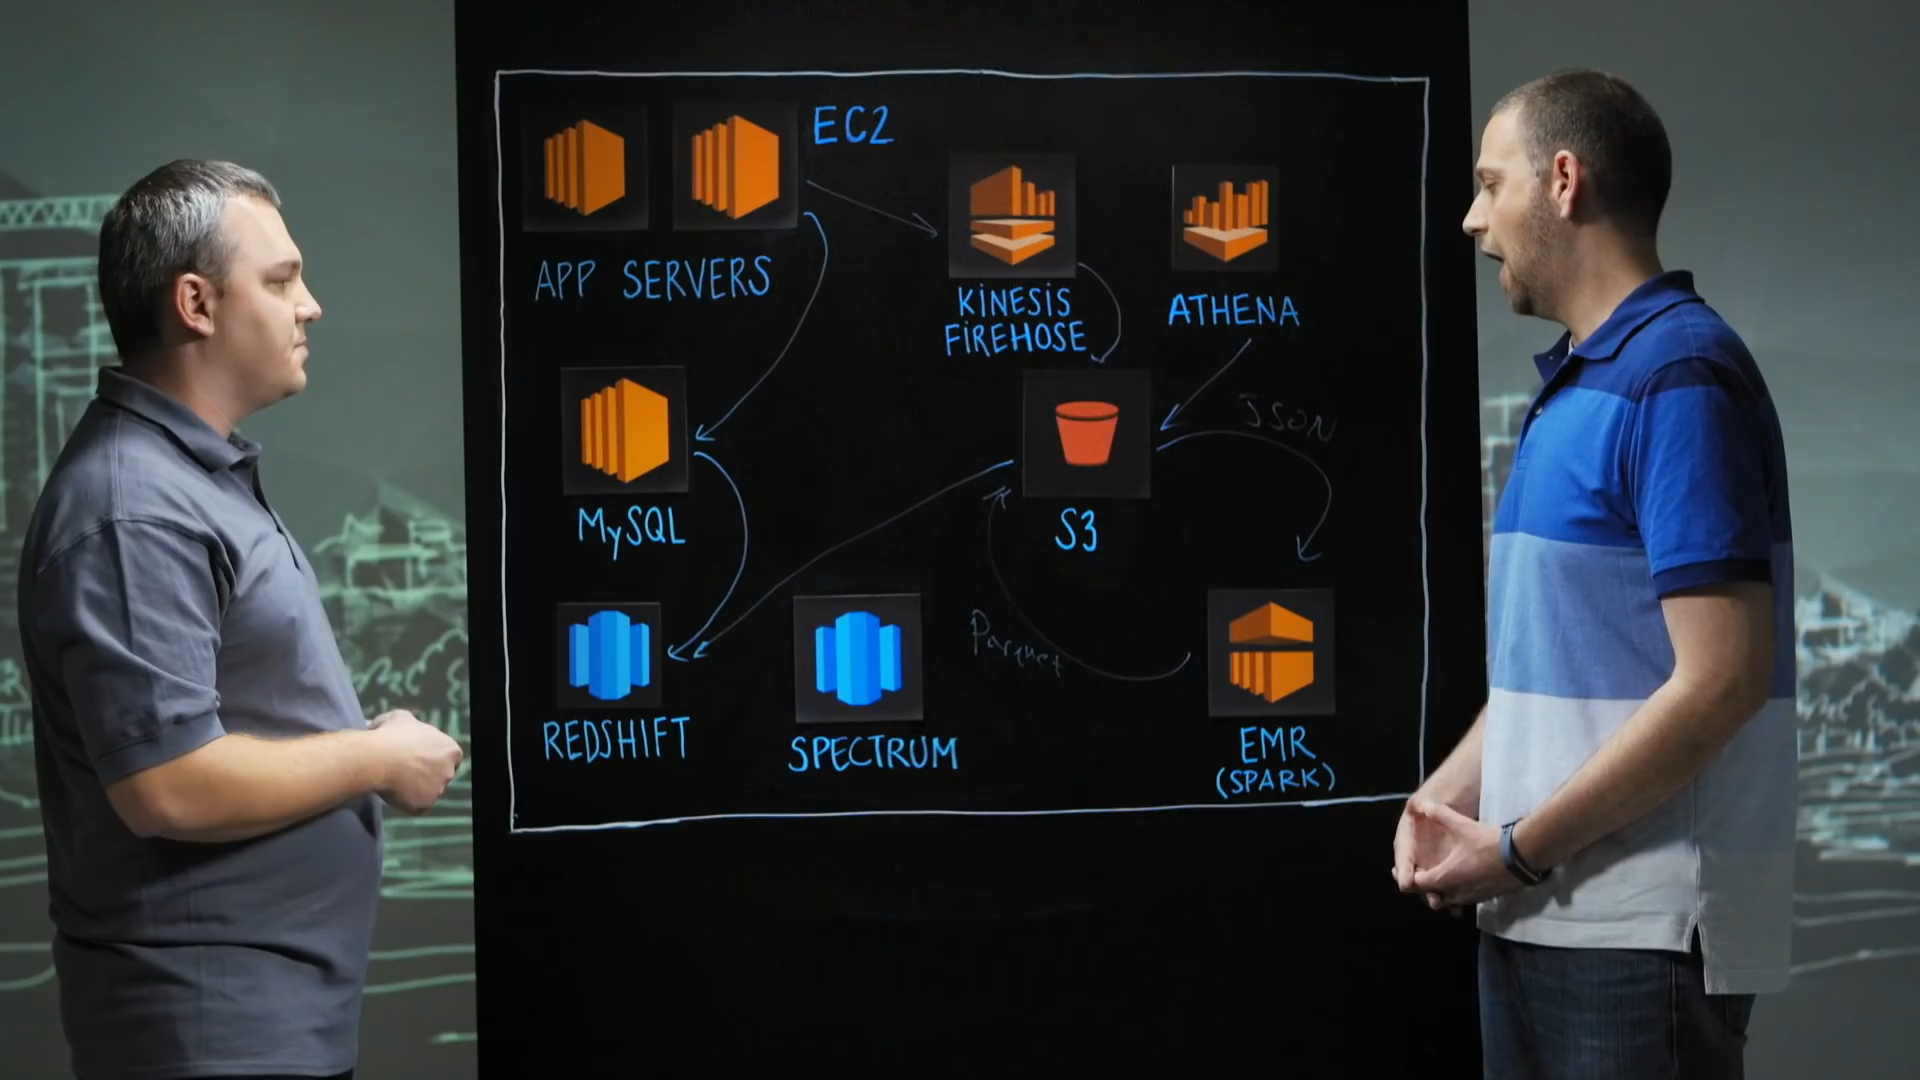 EC2
APP SERVERS
KINESIS
FIREHOSE
ATHENA
JSON
MySQL
S3
Parquet
REDSHIFT
SPECTRUM
EMR
(SPARK)